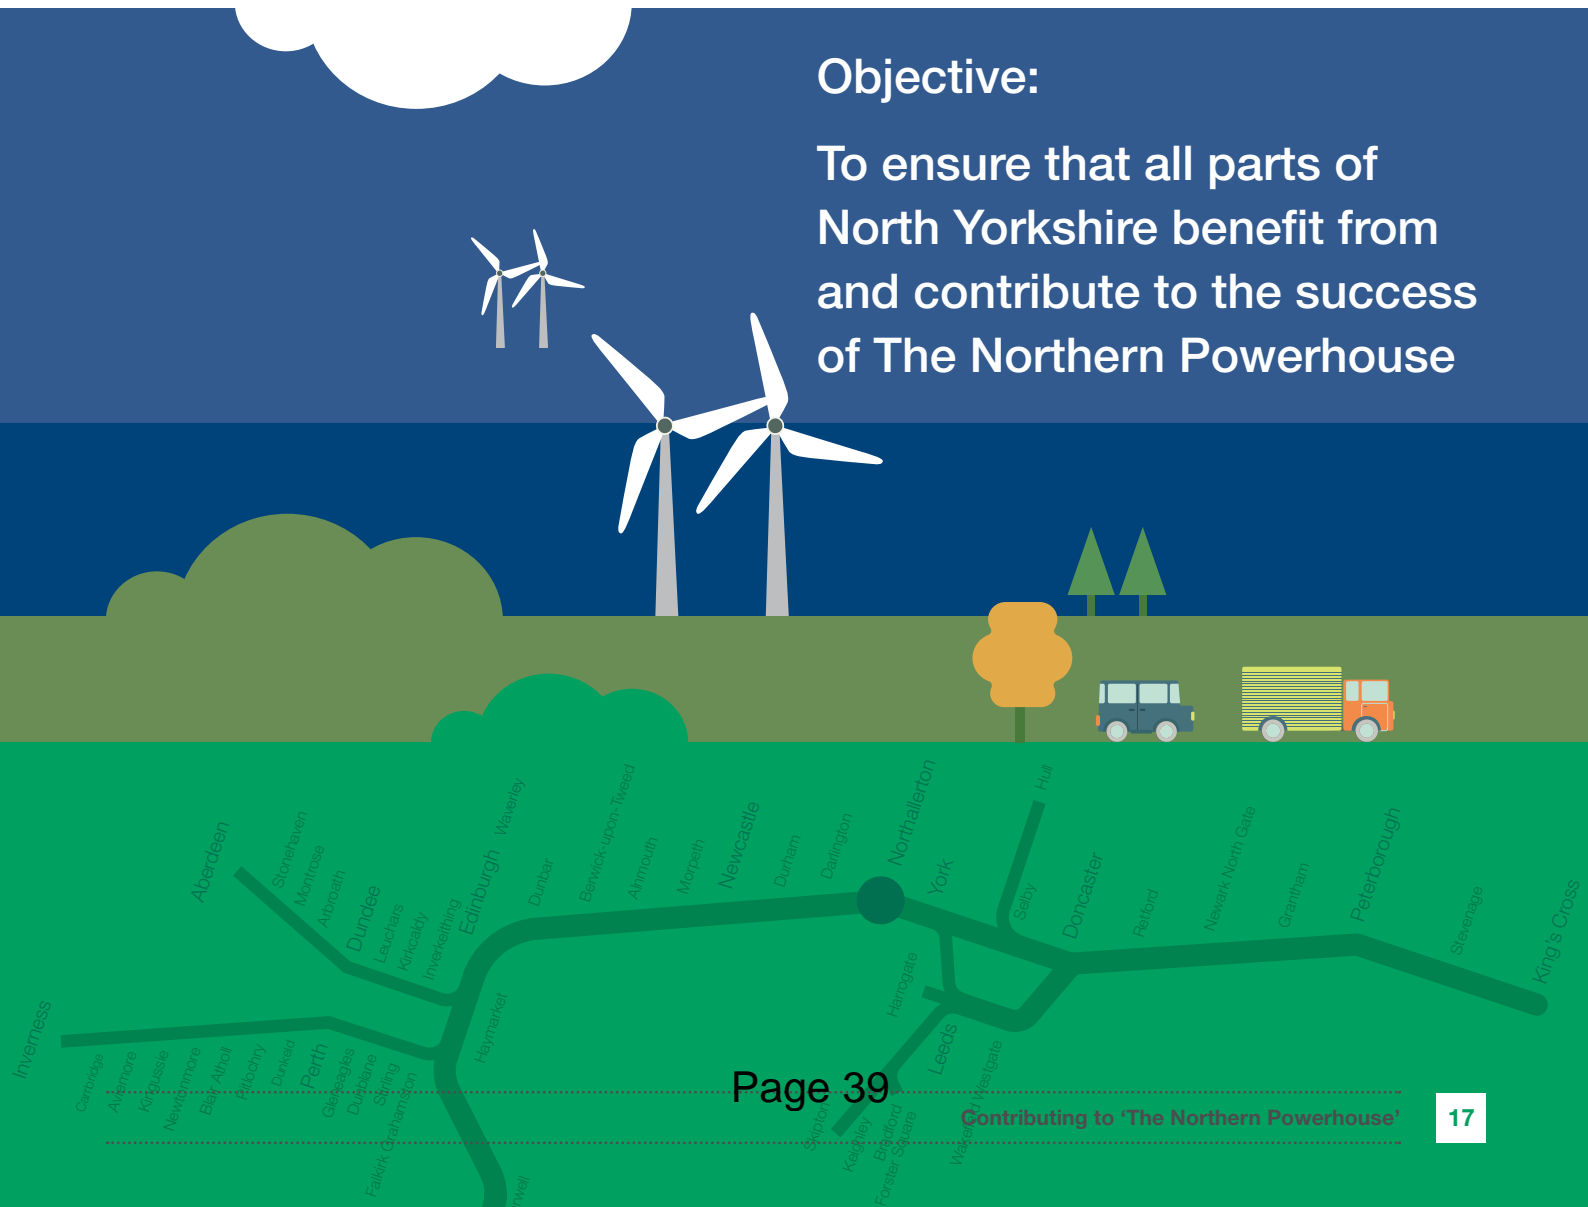 Objective:
To ensure that all parts of
North Yorkshire benefit from
and contribute to the success
of The Northern Powerhouse
Aberdeen
Stonehaven
Montrose
Arbroath
Dundee
Leuchars
Kirkcaldy
Inverkeithing
Edinburgh Waverley
Dunbar
Berwick-upon-Tweed
Alnmouth
Morpeth
Newcastle
Durham
Darlington
Northallerton
York
Selby
Hull
Doncaster
Retford
Newark North Gate
Grantham
Peterborough
Stevenage
King's Cross
Inverness
Carrbridge
Aviemore
Kingussie
Newtonmore
Blair Atholl
Pitlochry
Dunkeld
Perth
Gleneagles
Dunblane
Stirling
Falkirk Grahamston
Haymarket
rwell
Harrogate
Leeds
Wakefield Westgate
Skipton
Keighley
Bradford
Forster Square
Page 39
Contributing to ‘The Northern Powerhouse’
17